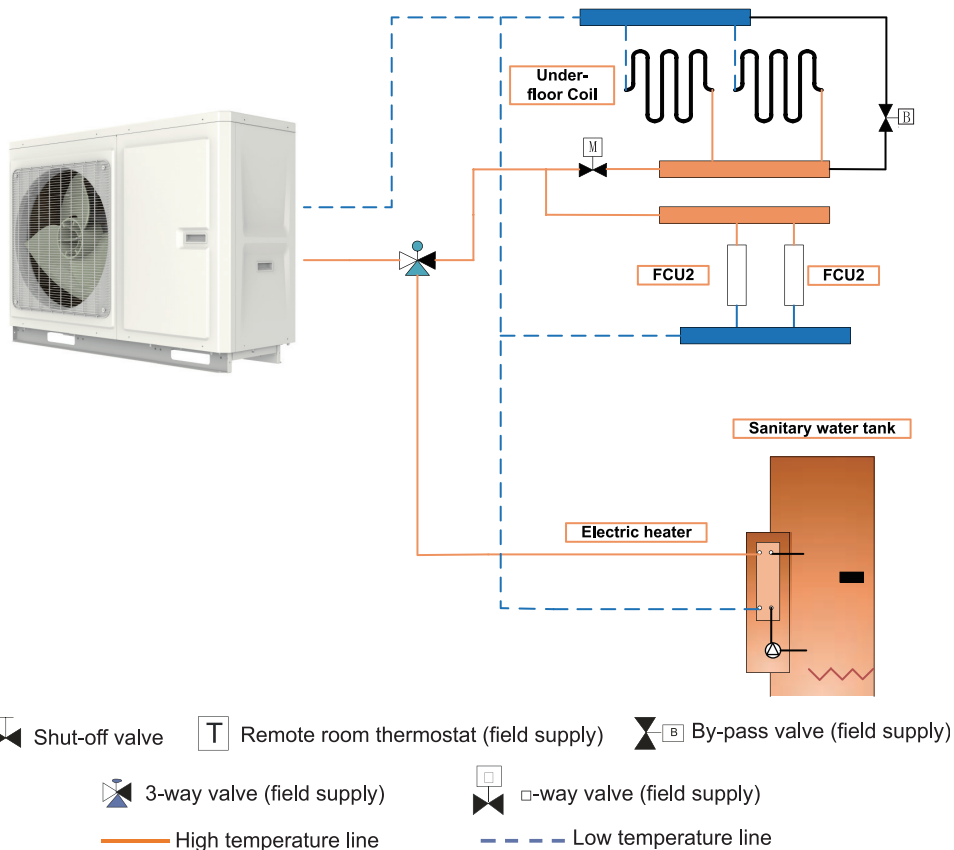 Under-
floor Coil
B
M
FCU2
FCU2
Sanitary water tank
Electric heater
Shut-off valve
T
Remote room thermostat (field supply)
B
By-pass valve (field supply)
3-way valve (field supply)
□-way valve (field supply)
High temperature line
Low temperature line